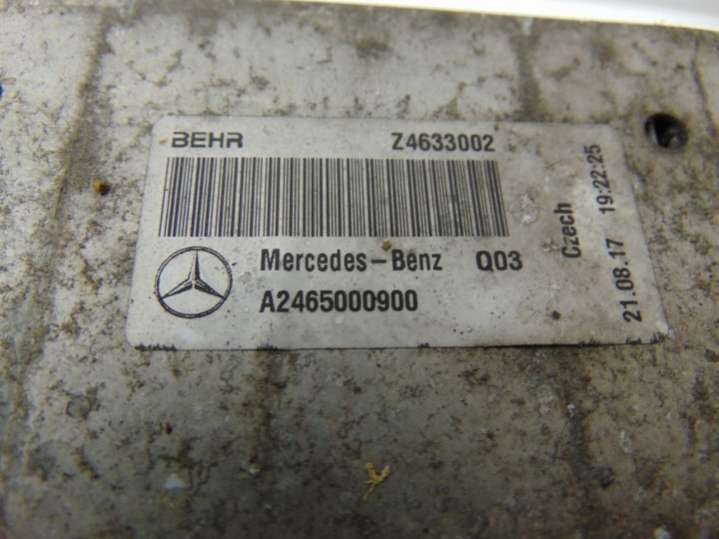 BEHR Z4633002
Mercedes-Benz Q03
A2465000900
Czech
21.08.17 19:22:25